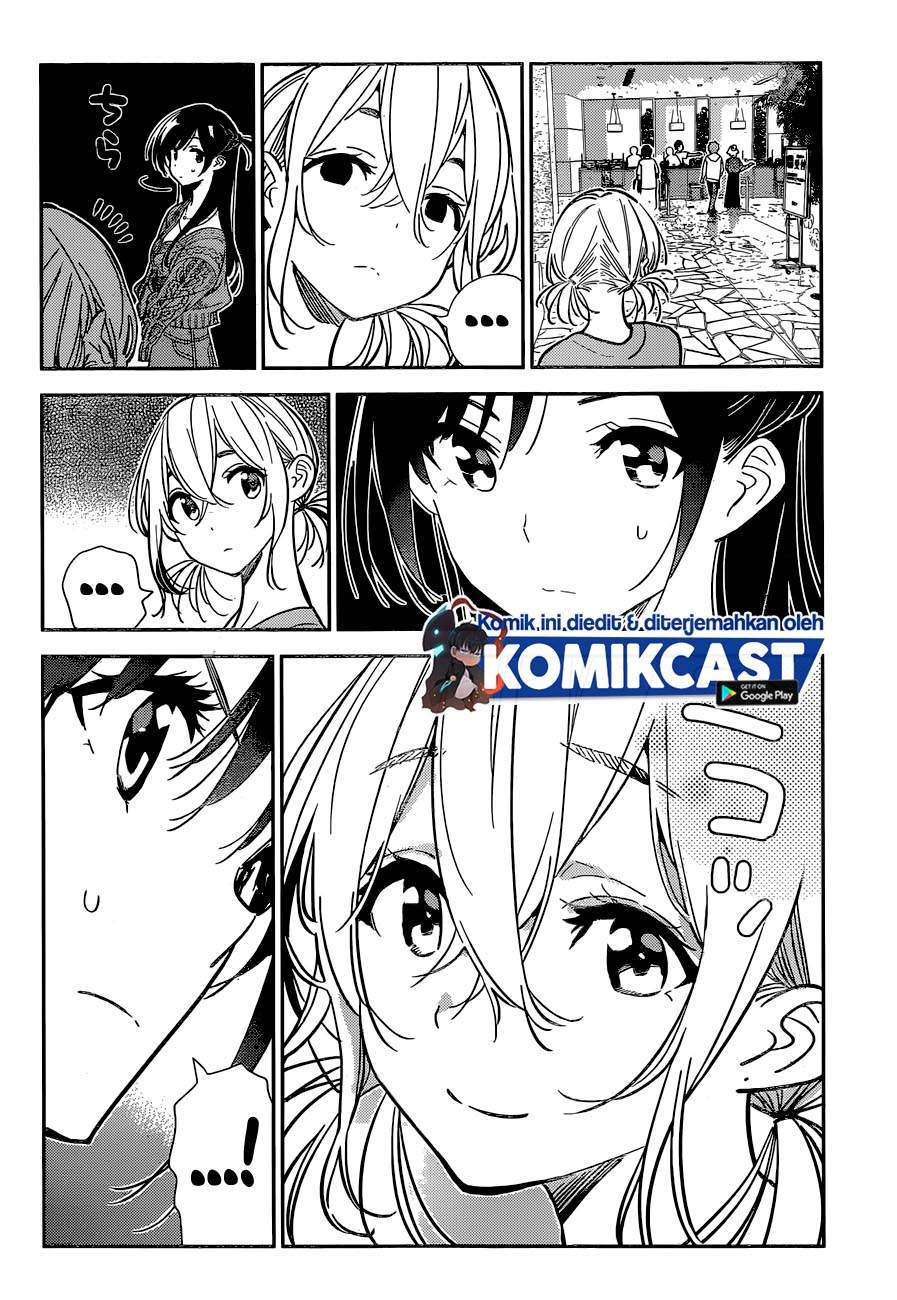 ....
ちら
....
ニコッ
....!
Komik ini diedit & diterjemahkan oleh
KOMIKCAST
GET IT ON
Google Play